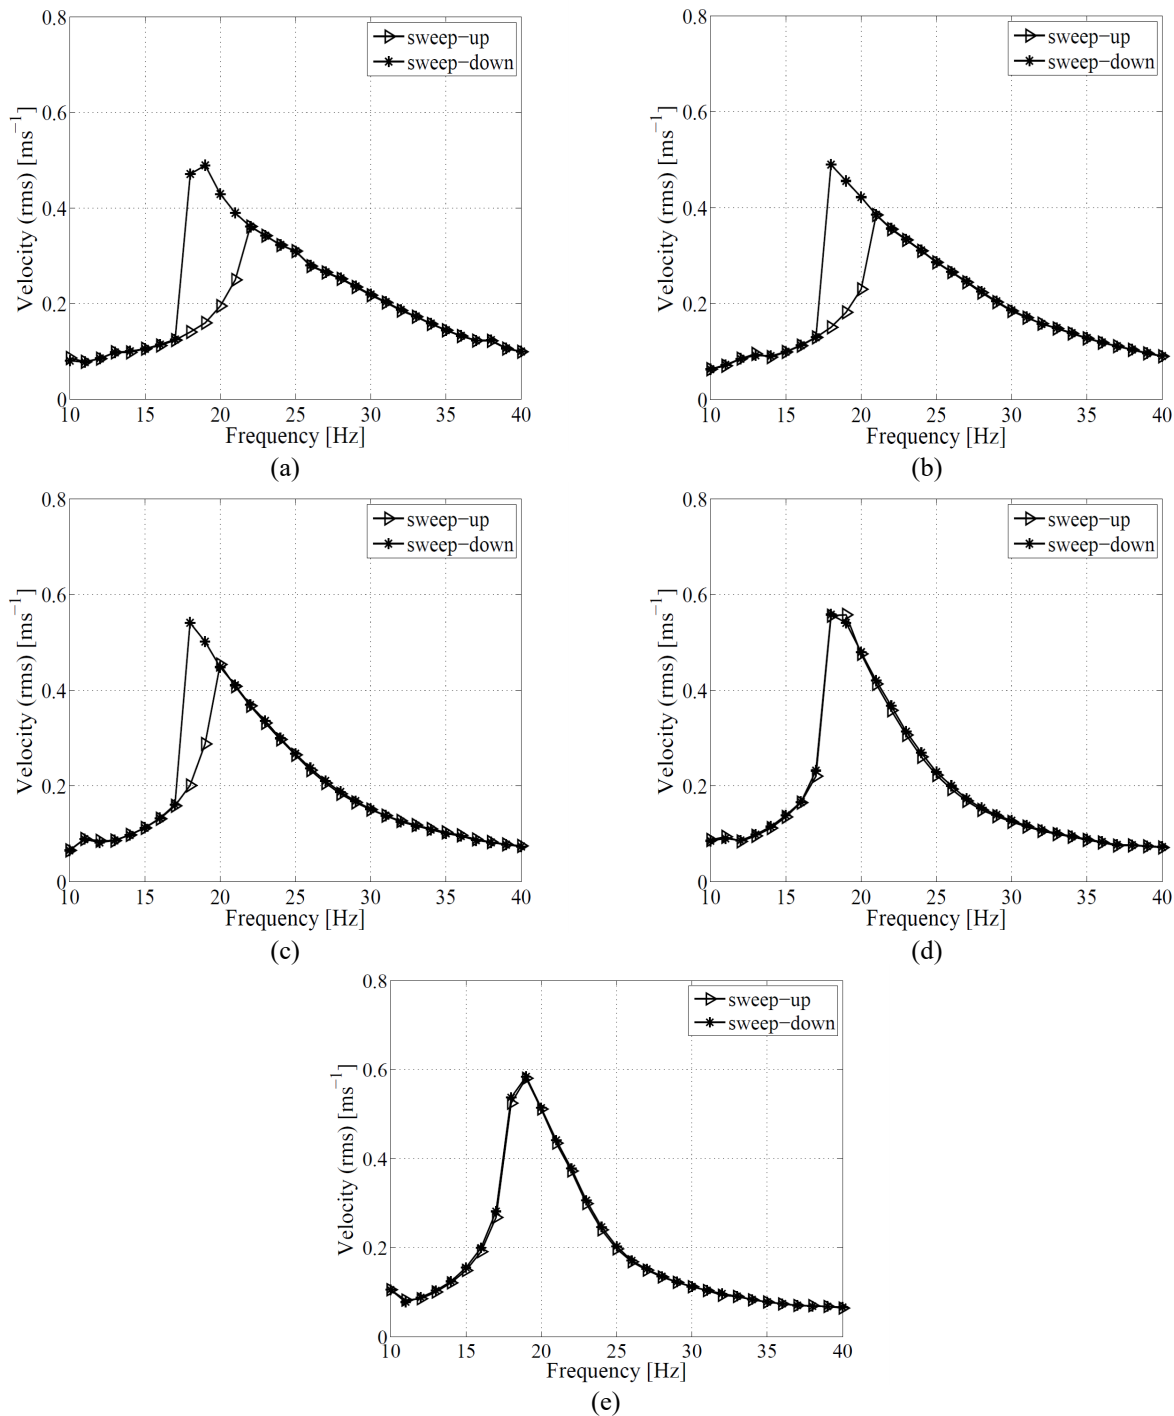 0.8
0.6
0.4
0.2
0
Velocity (rms) [ms⁻¹]
sweep-up
sweep-down
10 15 20 25 30 35 40
Frequency [Hz]
(a)
0.8
0.6
0.4
0.2
0
Velocity (rms) [ms⁻¹]
sweep-up
sweep-down
10 15 20 25 30 35 40
Frequency [Hz]
(b)
0.8
0.6
0.4
0.2
0
Velocity (rms) [ms⁻¹]
sweep-up
sweep-down
10 15 20 25 30 35 40
Frequency [Hz]
(c)
0.8
0.6
0.4
0.2
0
Velocity (rms) [ms⁻¹]
sweep-up
sweep-down
10 15 20 25 30 35 40
Frequency [Hz]
(d)
0.8
0.6
0.4
0.2
0
Velocity (rms) [ms⁻¹]
sweep-up
sweep-down
10 15 20 25 30 35 40
Frequency [Hz]
(e)